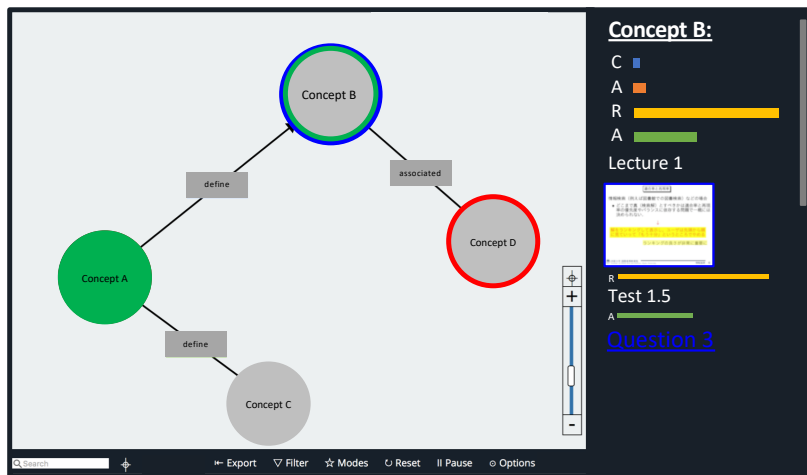 Concept B
define
associated
Concept D
Concept A
define
Concept C
+
-
Search
Export
Filter
Modes
Reset
Pause
Options
Concept B:
C
A
R
A
Lecture 1
R
Test 1.5
A
Question 3